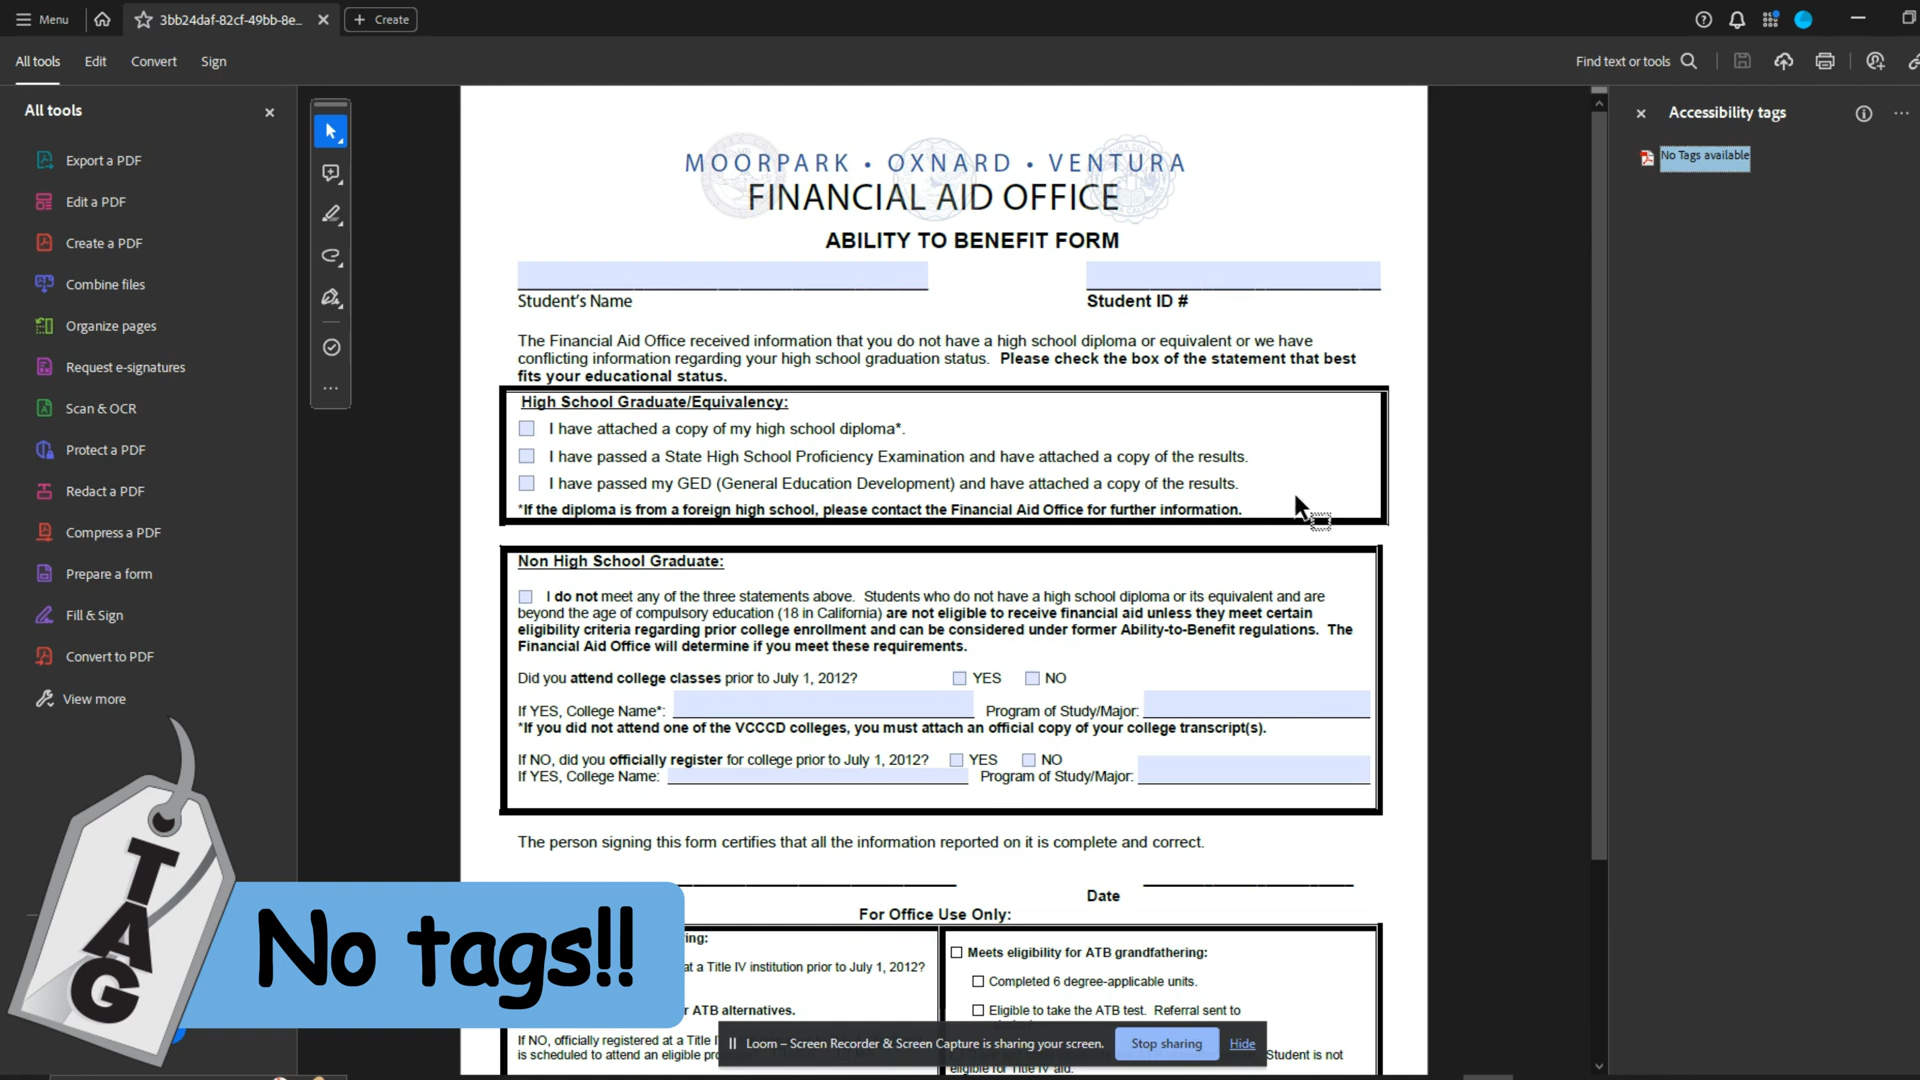 Menu
3bb24daf-82cf-49bb-8e...
Create
All tools
Edit
Convert
Sign
Find text or tools
All tools
Export a PDF
Edit a PDF
Create a PDF
Combine files
Organize pages
Request e-signatures
Scan & OCR
Protect a PDF
Redact a PDF
Compress a PDF
Prepare a form
Fill & Sign
Convert to PDF
View more
MOORPARK • OXNARD • VENTURA
FINANCIAL AID OFFICE
ABILITY TO BENEFIT FORM
Student's Name
Student ID #
The Financial Aid Office received information that you do not have a high school diploma or equivalent or we have
conflicting information regarding your high school graduation status. Please check the box of the statement that best
fits your educational status.
High School Graduate/Equivalency:
I have attached a copy of my high school diploma*.
I have passed a State High School Proficiency Examination and have attached a copy of the results.
I have passed my GED (General Education Development) and have attached a copy of the results.
*If the diploma is from a foreign high school, please contact the Financial Aid Office for further information.
Non High School Graduate:
I do not meet any of the three statements above. Students who do not have a high school diploma or its equivalent and are
beyond the age of compulsory education (18 in California) are not eligible to receive financial aid unless they meet certain
eligibility criteria regarding prior college enrollment and can be considered under former Ability-to-Benefit regulations. The
Financial Aid Office will determine if you meet these requirements.
Did you attend college classes prior to July 1, 2012? YES NO
If YES, College Name*: Program of Study/Major:
*If you did not attend one of the VCCCD colleges, you must attach an official copy of your college transcript(s).
If NO, did you officially register for college prior to July 1, 2012? YES NO
If YES, College Name: Program of Study/Major:
The person signing this form certifies that all the information reported on it is complete and correct.
Date
For Office Use Only:
ing:
at a Title IV institution prior to July 1, 2012?
ATB alternatives.
If NO, officially registered at a Title I
is scheduled to attend an eligible pro
Meets eligibility for ATB grandfathering:
Completed 6 degree-applicable units.
Eligible to take the ATB test. Referral sent to
Student is not
eligible for Title IV aid.
Accessibility tags
No Tags available
TAG
No tags!!
Loom – Screen Recorder & Screen Capture is sharing your screen.
Stop sharing
Hide